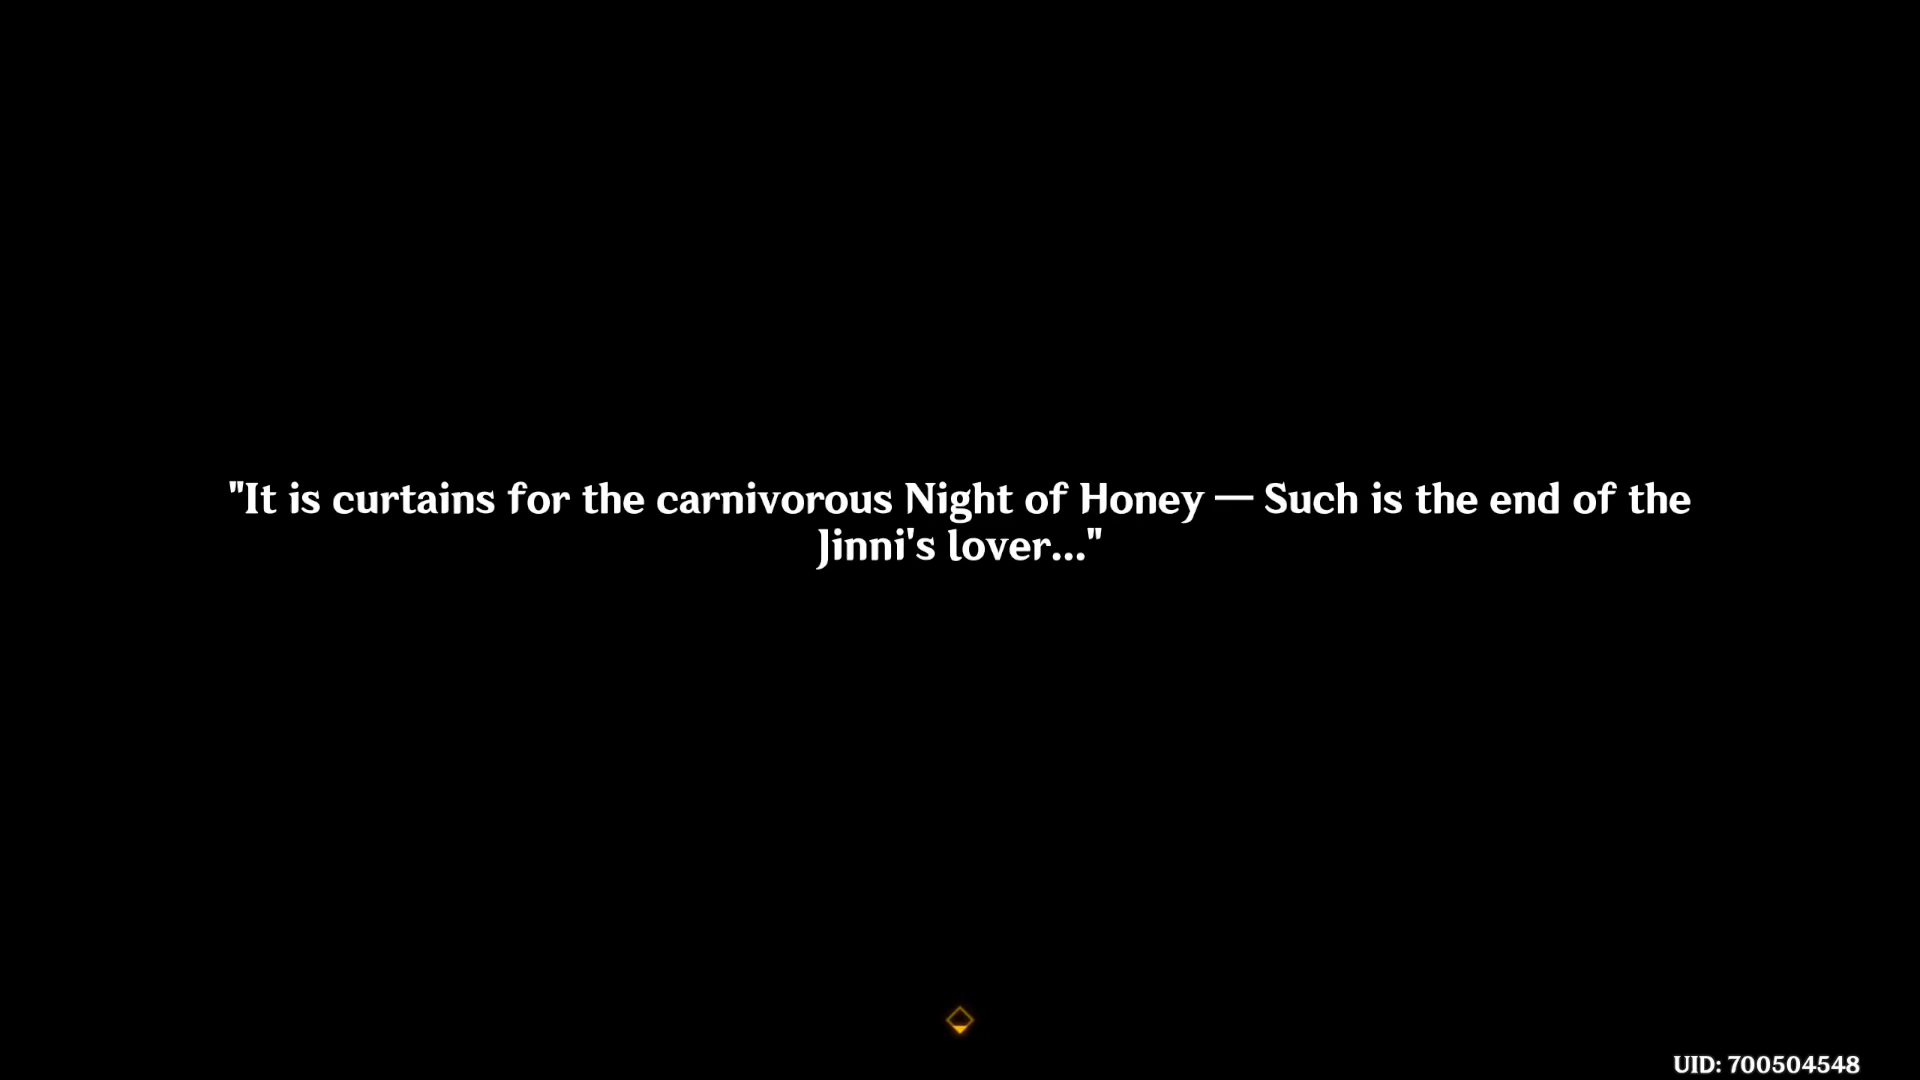 "It is curtains for the carnivorous Night of Honey — Such is the end of the
Jinni's lover..."
UID: 700504548